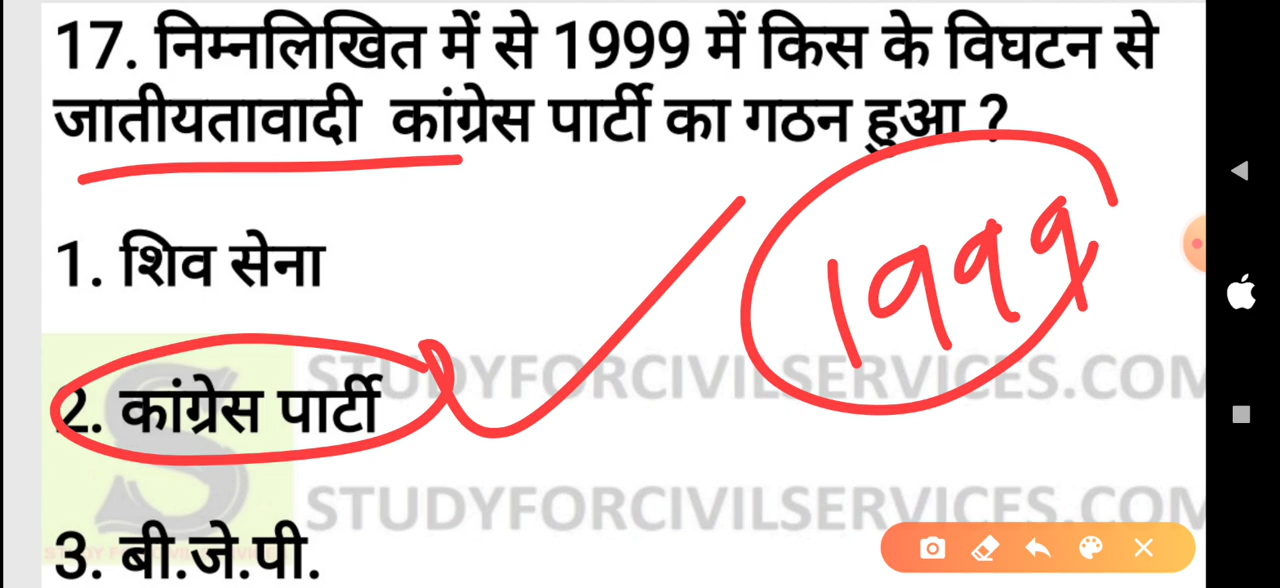 17. निम्नलिखित में से 1999 में किस के विघटन से
जातीयतावादी कांग्रेस पार्टी का गठन हुआ ?
1999
1. शिव सेना
STUDYFORCIVILSERVICES.COM
2. कांग्रेस पार्टी
STUDYFORCIVILSERVICES.COM
3. बी.जे.पी.